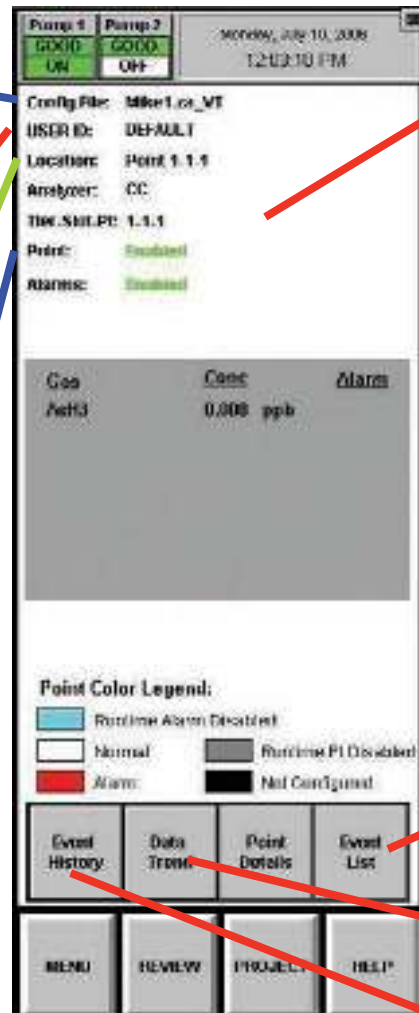 Pump 1 Pump 2
GOOD GOOD
ON OFF
Monday, July 10, 2006
12:03:10 PM
Config File: Mike1.cs_VT
USER ID: DEFAULT
Location: Point 1.1.1
Analyzer: CC
Tier.Slot.Pt: 1.1.1
Point: Enabled
Alarms: Enabled
Gas Conc Alarm
AsH3 0.000 ppb
Point Color Legend:
Runtime Alarm Disabled
Normal Runtime Pt Disabled
Alarm Not Configured
Event History Data Trend Point Details Event List
MENU REVIEW PROJECT HELP